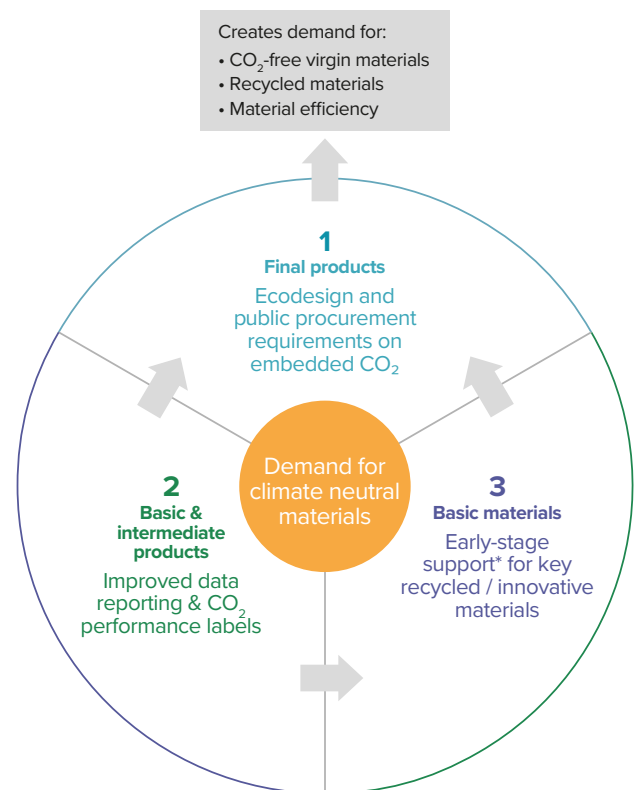 Creates demand for:
• CO₂-free virgin materials
• Recycled materials
• Material efficiency
1
Final products
Ecodesign and
public procurement
requirements on
embedded CO₂
Demand for
climate neutral
materials
2
Basic &
intermediate
products
Improved data
reporting & CO₂
performance labels
3
Basic materials
Early-stage
support* for key
recycled / innovative
materials